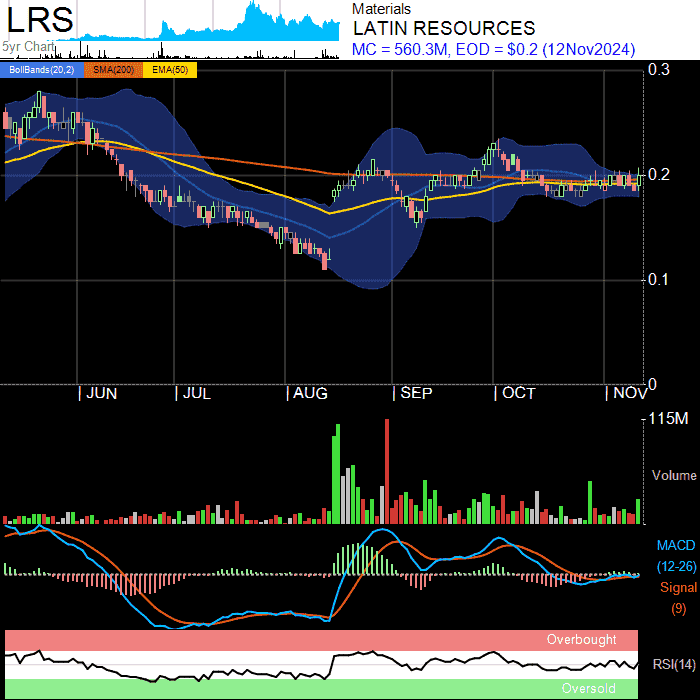 LRS
5yr Chart
Materials
LATIN RESOURCES
MC = 560.3M, EOD = $0.2 (12Nov2024)
BollBands(20,2) SMA(200) EMA(50)
0.3
0.2
0.1
0
| JUN | JUL | AUG | SEP | OCT | NOV
115M
Volume
MACD
(12-26)
Signal
(9)
Overbought
RSI(14)
Oversold